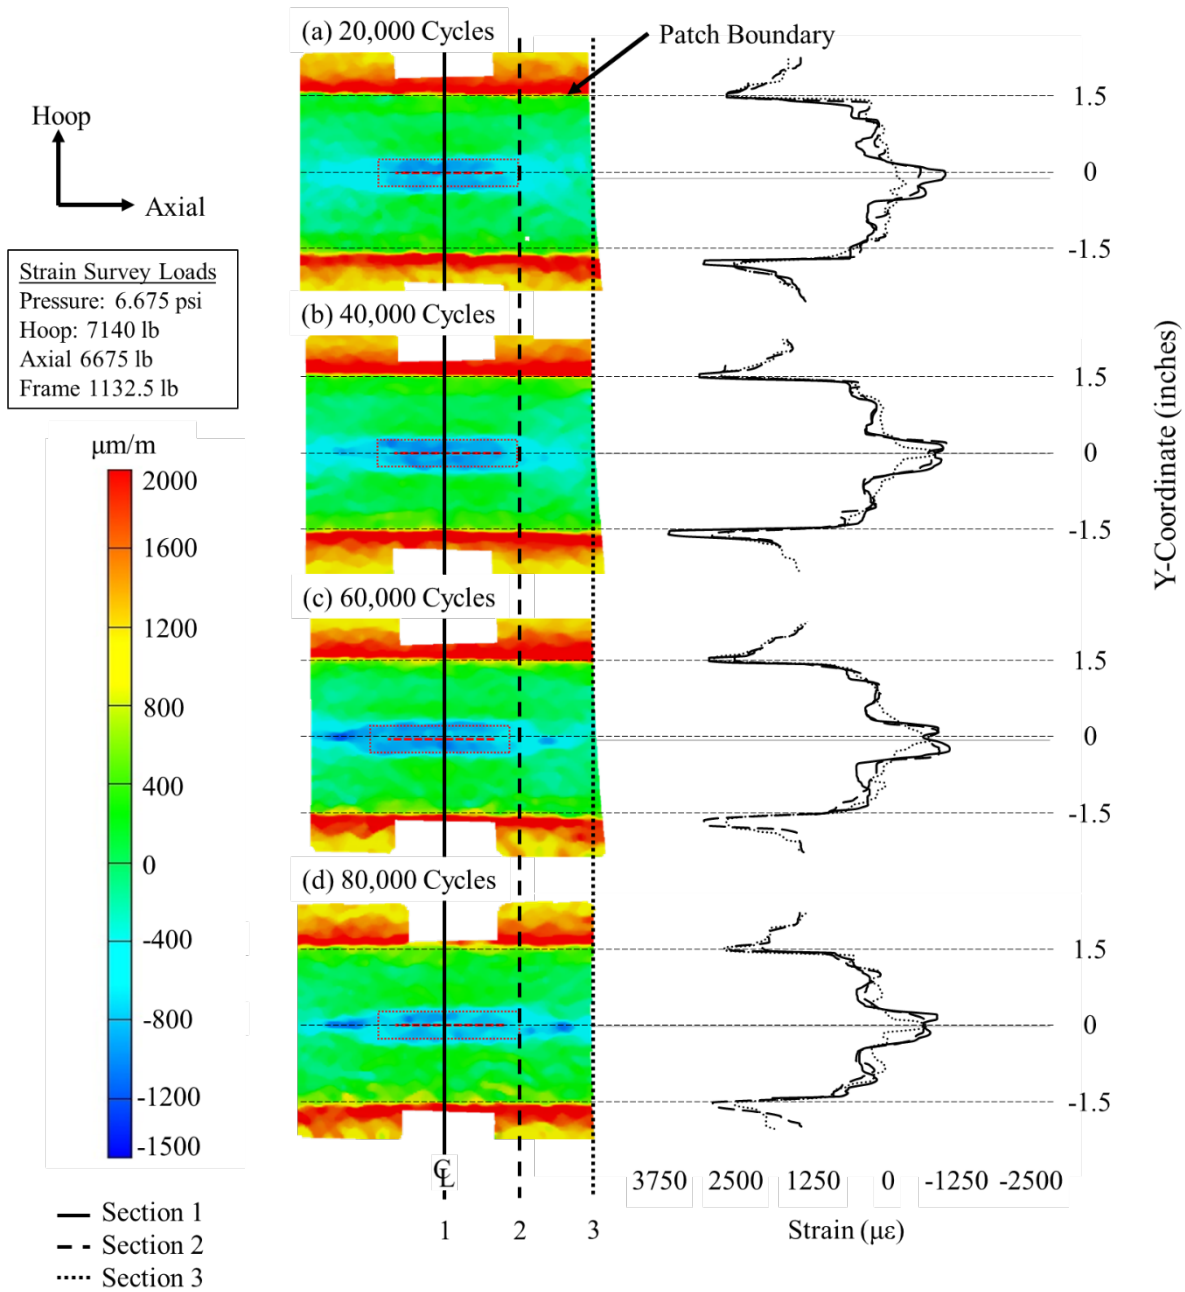 (a) 20,000 Cycles
Patch Boundary
Hoop
Axial
Strain Survey Loads
Pressure: 6.675 psi
Hoop: 7140 lb
Axial 6675 lb
Frame 1132.5 lb
1.5
0
-1.5
(b) 40,000 Cycles
1.5
0
-1.5
(c) 60,000 Cycles
1.5
0
-1.5
(d) 80,000 Cycles
1.5
0
-1.5
Y-Coordinate (inches)
μm/m
2000
1600
1200
800
400
0
-400
-800
-1200
-1500
Section 1
Section 2
Section 3
℄
1 2 3
3750 2500 1250 0 -1250 -2500
Strain (με)